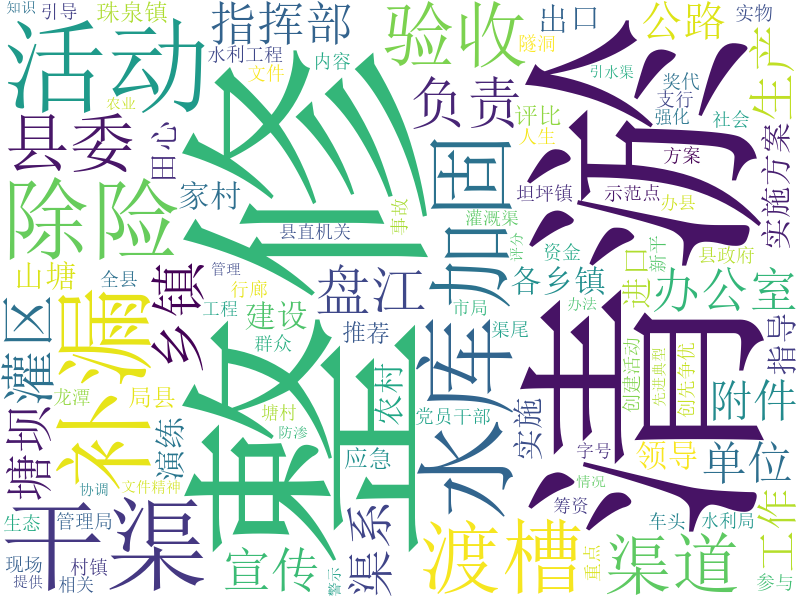 知识
引导
珠泉镇
指挥部
验收
出口
公路
实物
活动
水利工程
文件
内容
隧洞
引水渠
奖代
支行
生产
农业
县委
田心
整修
负责
评比
人生
强化
社会
清淤
方案
实施方案
除险
家村
县直机关
事故
加固
灌溉渠
坦坪镇
示范点
办县
山塘
全县
乡镇
管理
行廊
盘江
各乡镇
评分
资金
进口
新平
县政府
办公室
灌区
补漏
工程
建设
推荐
市局
渠尾
办法
群众
指导
龙潭
局县
塘村
农村
水库
党员干部
创建活动
先进典型
创先争优
附件
塘坝
演练
防渗
应急
实施
字号
领导
单位
协调
文件精神
情况
筹资
工作
生态
管理局
干渠
宣传
渠系
渡槽
渠道
车头
水利局
现场
村镇
提供
相关
警示
重点
参与